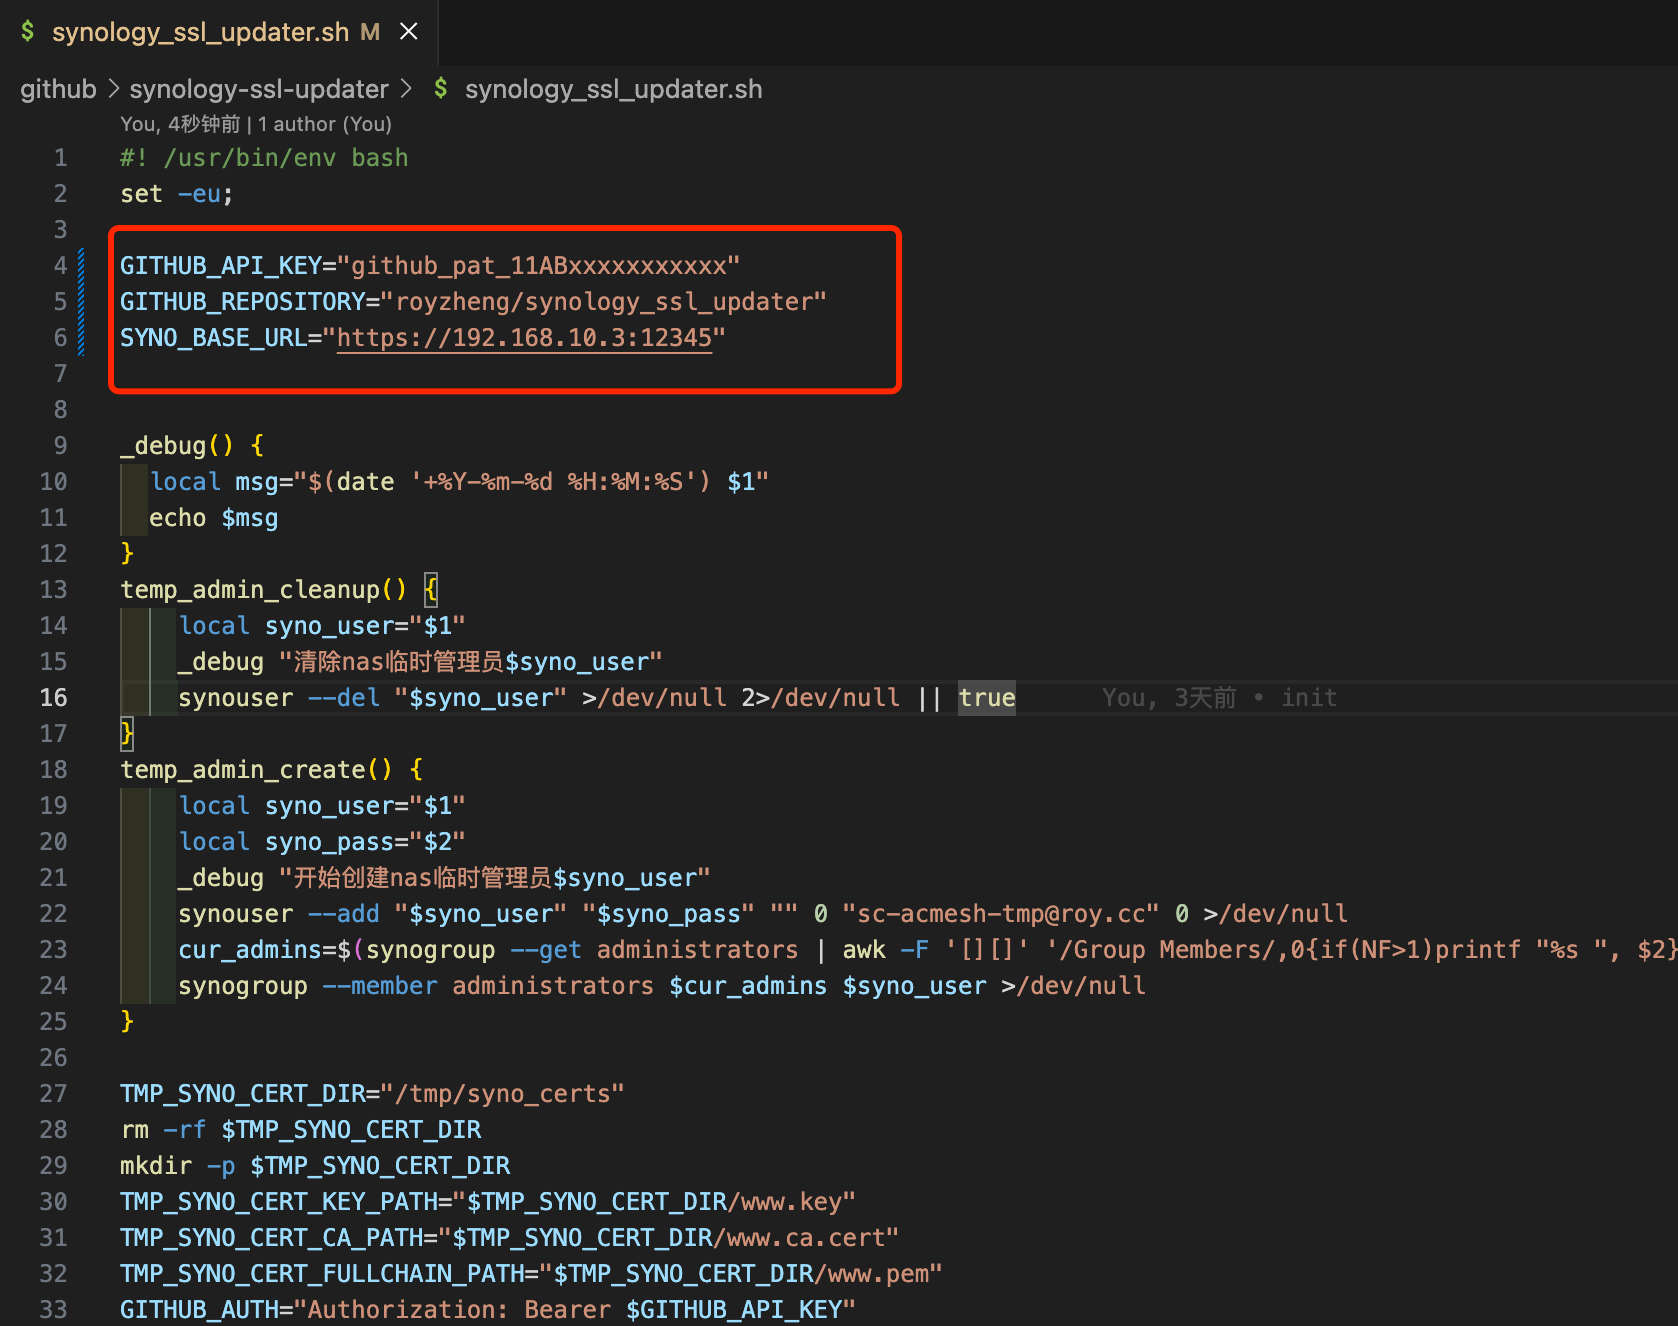 $ synology_ssl_updater.sh M ×
github > synology-ssl-updater > $ synology_ssl_updater.sh
You, 4秒钟前 | 1 author (You)
1 #! /usr/bin/env bash
2 set -eu;
3
4 GITHUB_API_KEY="github_pat_11ABxxxxxxxxxxx"
5 GITHUB_REPOSITORY="royzheng/synology_ssl_updater"
6 SYNO_BASE_URL="https://192.168.10.3:12345"
7
8
9 _debug() {
10 local msg="$(date '+%Y-%m-%d %H:%M:%S') $1"
11 echo $msg
12 }
13 temp_admin_cleanup() {
14 local syno_user="$1"
15 _debug "清除nas临时管理员$syno_user"
16 synouser --del "$syno_user" >/dev/null 2>/dev/null || true You, 3天前 • init
17 }
18 temp_admin_create() {
19 local syno_user="$1"
20 local syno_pass="$2"
21 _debug "开始创建nas临时管理员$syno_user"
22 synouser --add "$syno_user" "$syno_pass" "" 0 "sc-acmesh-tmp@roy.cc" 0 >/dev/null
23 cur_admins=$(synogroup --get administrators | awk -F '[][]' '/Group Members/,0{if(NF>1)printf "%s ", $2}
24 synogroup --member administrators $cur_admins $syno_user >/dev/null
25 }
26
27 TMP_SYNO_CERT_DIR="/tmp/syno_certs"
28 rm -rf $TMP_SYNO_CERT_DIR
29 mkdir -p $TMP_SYNO_CERT_DIR
30 TMP_SYNO_CERT_KEY_PATH="$TMP_SYNO_CERT_DIR/www.key"
31 TMP_SYNO_CERT_CA_PATH="$TMP_SYNO_CERT_DIR/www.ca.cert"
32 TMP_SYNO_CERT_FULLCHAIN_PATH="$TMP_SYNO_CERT_DIR/www.pem"
33 GITHUB_AUTH="Authorization: Bearer $GITHUB_API_KEY"